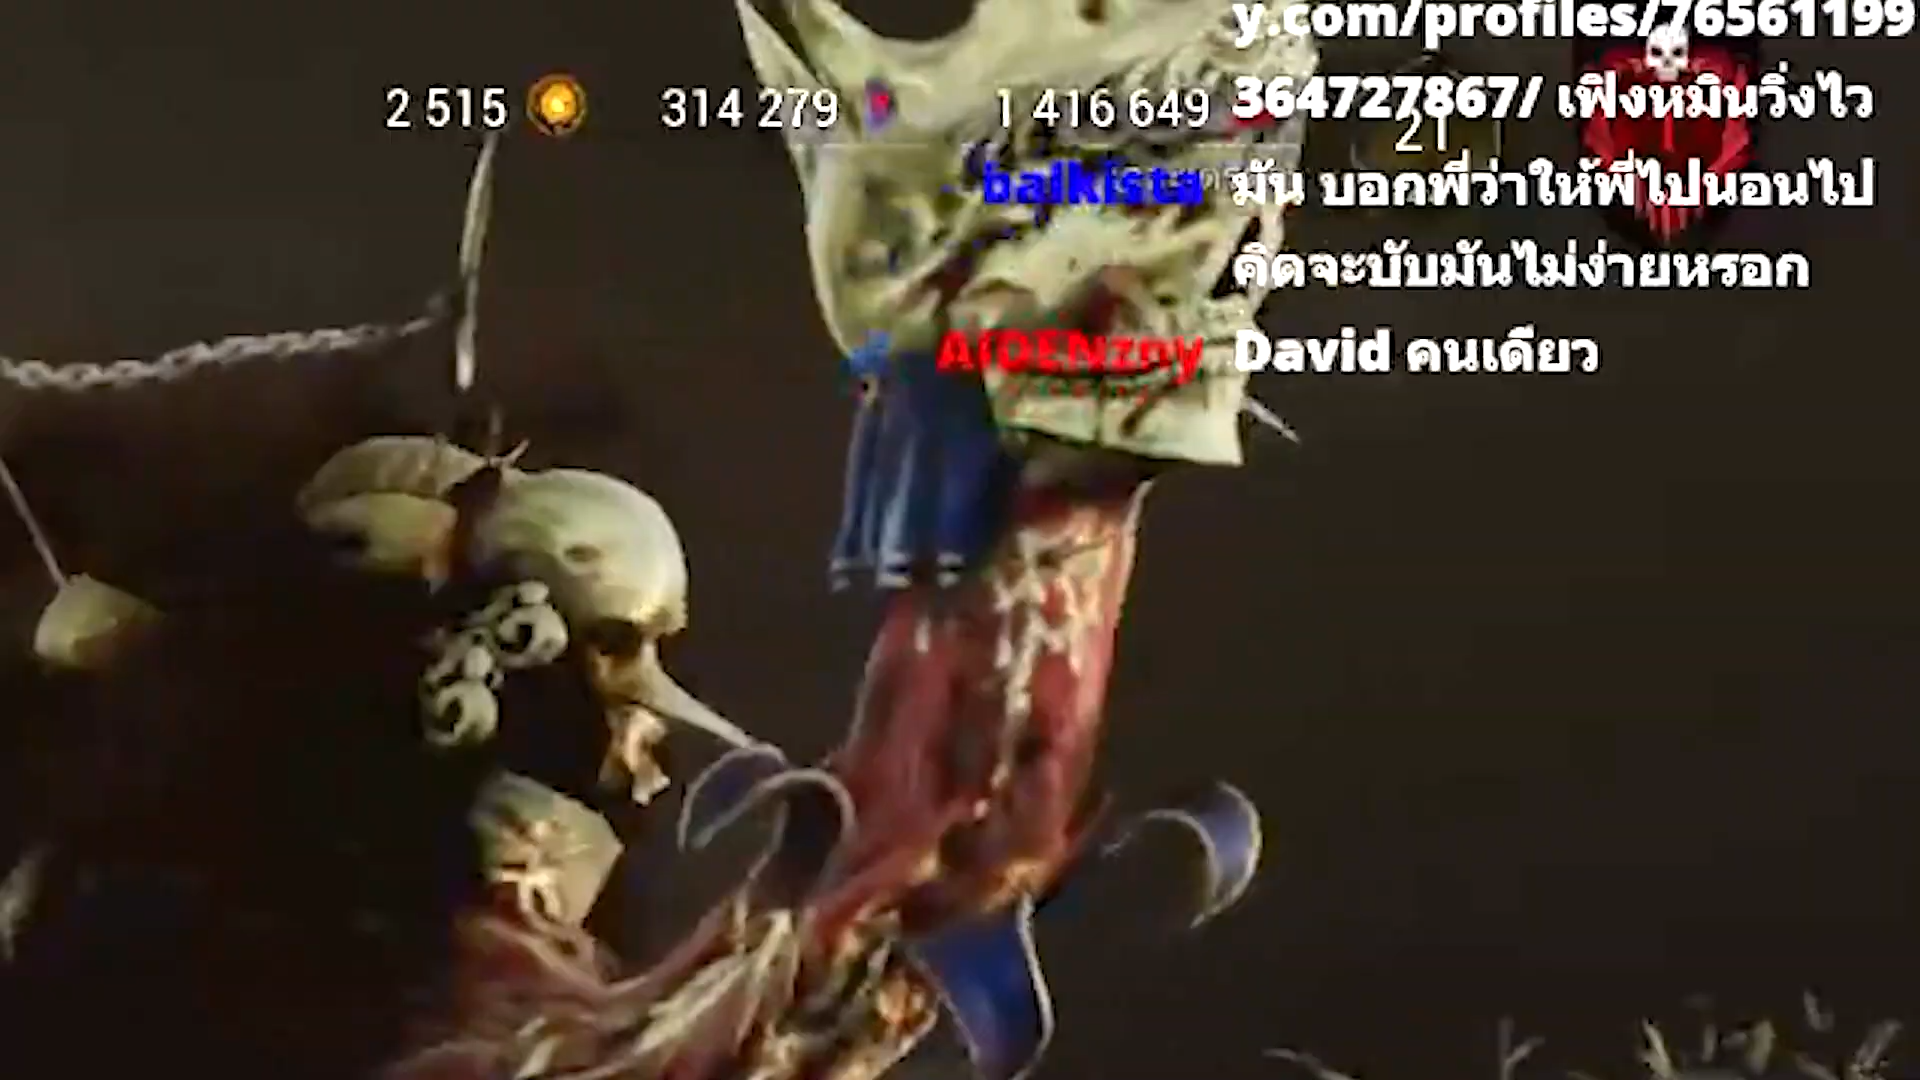 y.com/profiles/76561199
2 515 314 279 1 416 649 364727867/ เฟิงหมินวิ่งไว
21
balkista มัน บอกพี่ว่าให้พี่ไปนอนไป
คิดจะบับมันไม่ง่ายหรอก
AiDENzny David คนเดียว